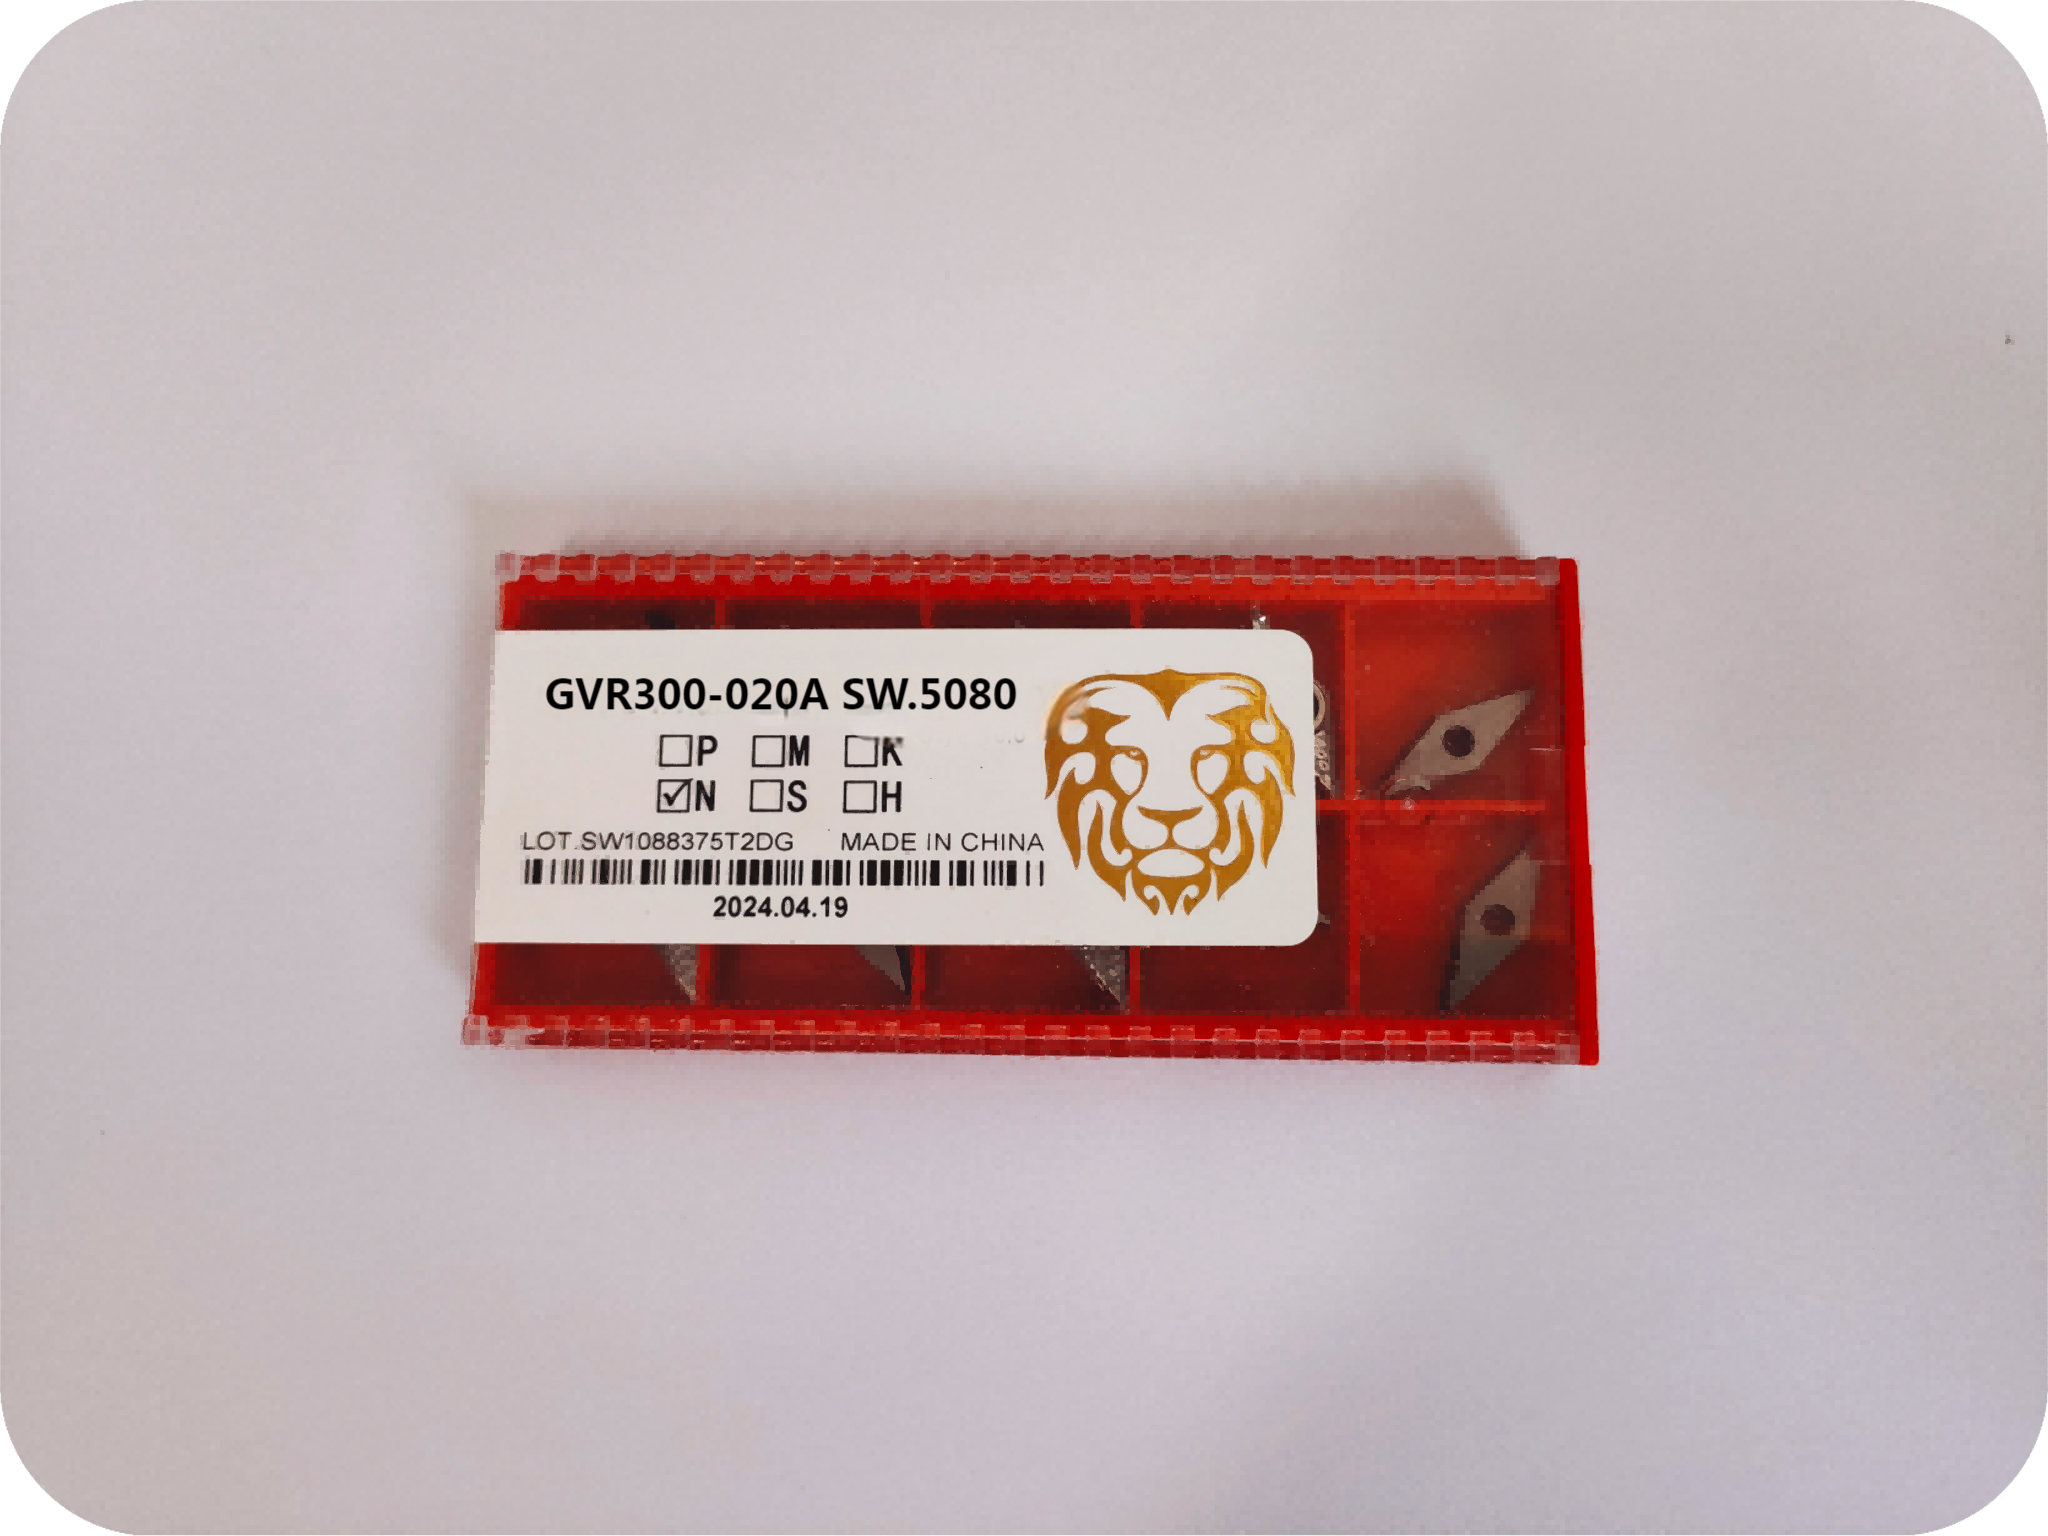 GVR300-020A SW.5080
☐P ☐M ☐K
☑N ☐S ☐H
LOT.SW1088375T2DG MADE IN CHINA
2024.04.19